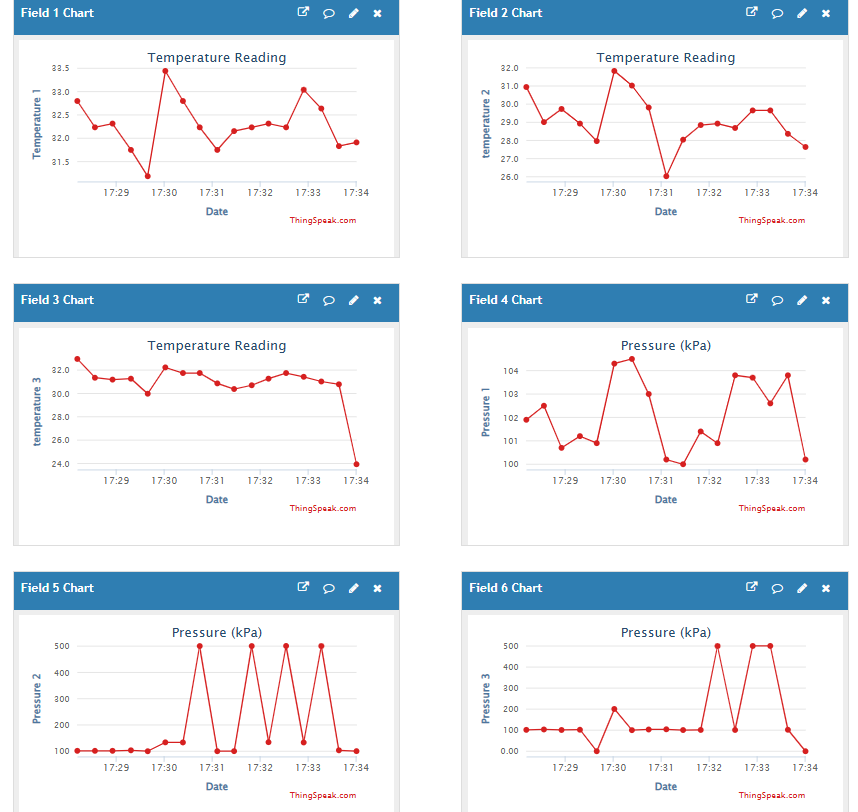 Field 1 Chart
Temperature Reading
Temperature 1
33.5
33.0
32.5
32.0
31.5
17:29 17:30 17:31 17:32 17:33 17:34
Date
ThingSpeak.com
Field 2 Chart
Temperature Reading
temperature 2
32.0
31.0
30.0
29.0
28.0
27.0
26.0
17:29 17:30 17:31 17:32 17:33 17:34
Date
ThingSpeak.com
Field 3 Chart
Temperature Reading
temperature 3
32.0
30.0
28.0
26.0
24.0
17:29 17:30 17:31 17:32 17:33 17:34
Date
ThingSpeak.com
Field 4 Chart
Pressure (kPa)
Pressure 1
104
103
102
101
100
17:29 17:30 17:31 17:32 17:33 17:34
Date
ThingSpeak.com
Field 5 Chart
Pressure (kPa)
Pressure 2
500
400
300
200
100
17:29 17:30 17:31 17:32 17:33 17:34
Date
ThingSpeak.com
Field 6 Chart
Pressure (kPa)
Pressure 3
500
400
300
200
100
0.00
17:29 17:30 17:31 17:32 17:33 17:34
Date
ThingSpeak.com